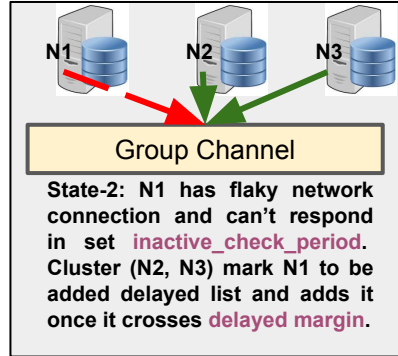 N1 N2 N3
Group Channel
State-2: N1 has flaky network
connection and can't respond
in set inactive_check_period.
Cluster (N2, N3) mark N1 to be
added delayed list and adds it
once it crosses delayed margin.